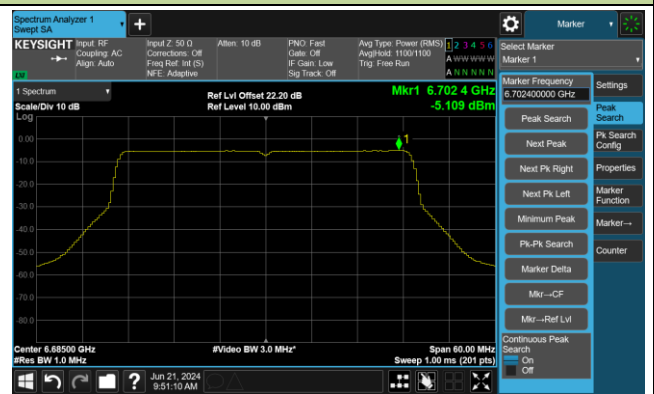 Spectrum Analyzer 1
Swept SA
Marker
KEYSIGHT
Input: RF
Coupling: AC
Align: Auto
Input Z: 50 Ω
Corrections: Off
Freq Ref: Int (S)
NFE: Adaptive
Atten: 10 dB
PNO: Fast
Gate: Off
IF Gain: Low
Sig Track: Off
Avg Type: Power (RMS)
Avg|Hold: 1100/1100
Trig: Free Run
1 2 3 4 5 6
A W W W W W
A N N N N N
LW
Select Marker
Marker 1
Marker Frequency
6.702400000 GHz
Settings
Peak Search
Peak
Search
Next Peak
Pk Search
Config
Next Pk Right
Properties
Next Pk Left
Marker
Function
Minimum Peak
Marker→
Pk-Pk Search
Counter
Marker Delta
Mkr→CF
Mkr→Ref Lvl
Continuous Peak
Search
On
Off
1 Spectrum
Scale/Div 10 dB
Log
Ref Lvl Offset 22.20 dB
Ref Level 10.00 dBm
Mkr1 6.702 4 GHz
-5.109 dBm
1
0.00
-10.0
-20.0
-30.0
-40.0
-50.0
-60.0
-70.0
-80.0
Center 6.68500 GHz
#Res BW 1.0 MHz
#Video BW 3.0 MHz*
Span 60.00 MHz
Sweep 1.00 ms (201 pts)
?
Jun 21, 2024
9:51:10 AM